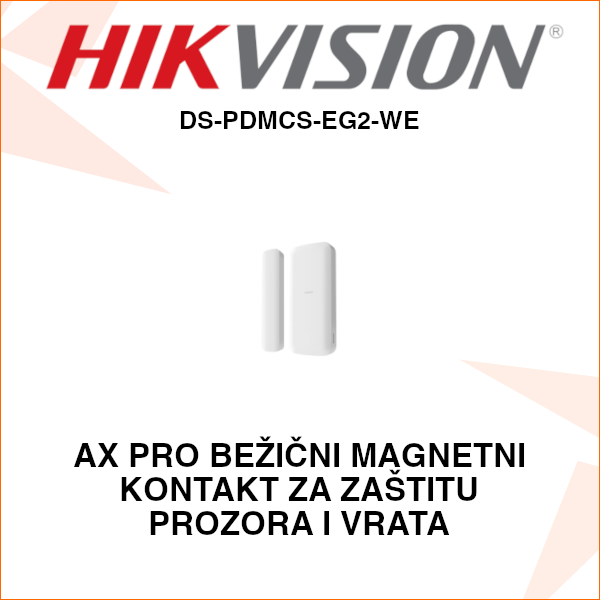 HIKVISION®
DS-PDMCS-EG2-WE
AX PRO BEŽIČNI MAGNETNI
KONTAKT ZA ZAŠTITU
PROZORA I VRATA